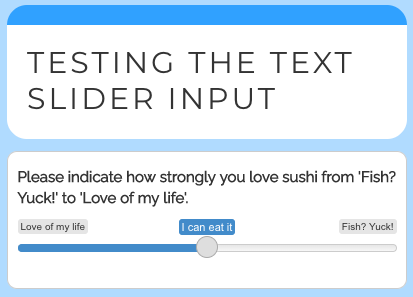 TESTING THE TEXT
SLIDER INPUT
Please indicate how strongly you love sushi from 'Fish?
Yuck!' to 'Love of my life'.
Love of my life I can eat it Fish? Yuck!